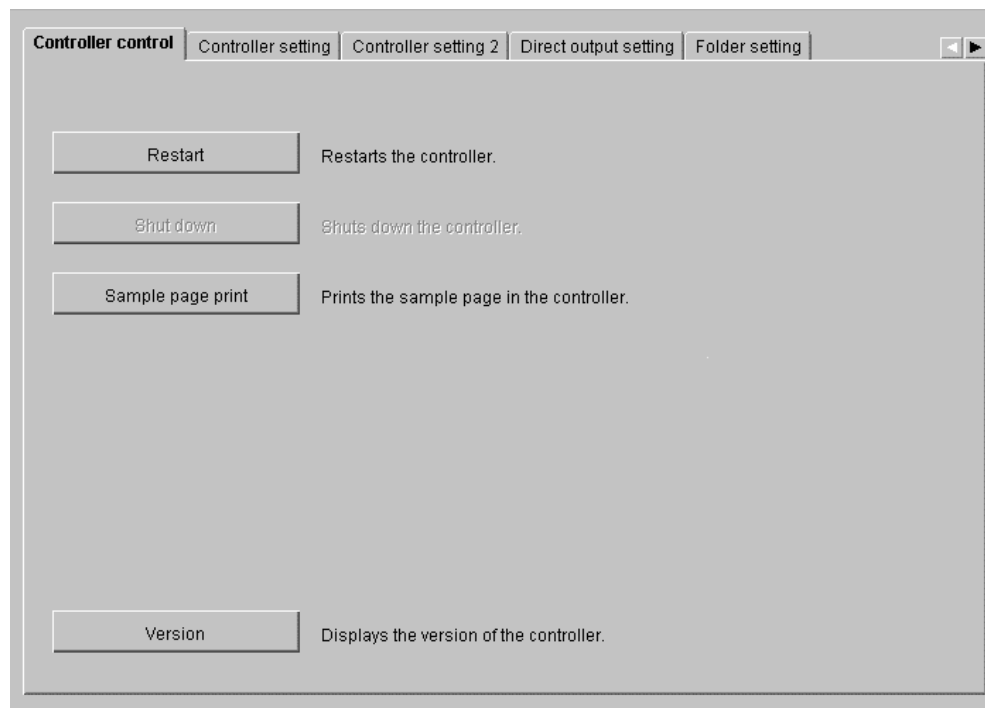 Controller control Controller setting Controller setting 2 Direct output setting Folder setting
Restart Restarts the controller.
Shut down Shuts down the controller.
Sample page print Prints the sample page in the controller.
Version Displays the version of the controller.